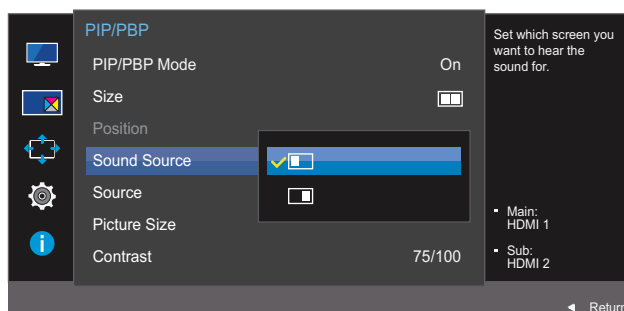 PIP/PBP
PIP/PBP Mode On
Size
Position
Sound Source
Source
Picture Size
Contrast 75/100
Set which screen you
want to hear the
sound for.
Main:
HDMI 1
Sub:
HDMI 2
Return